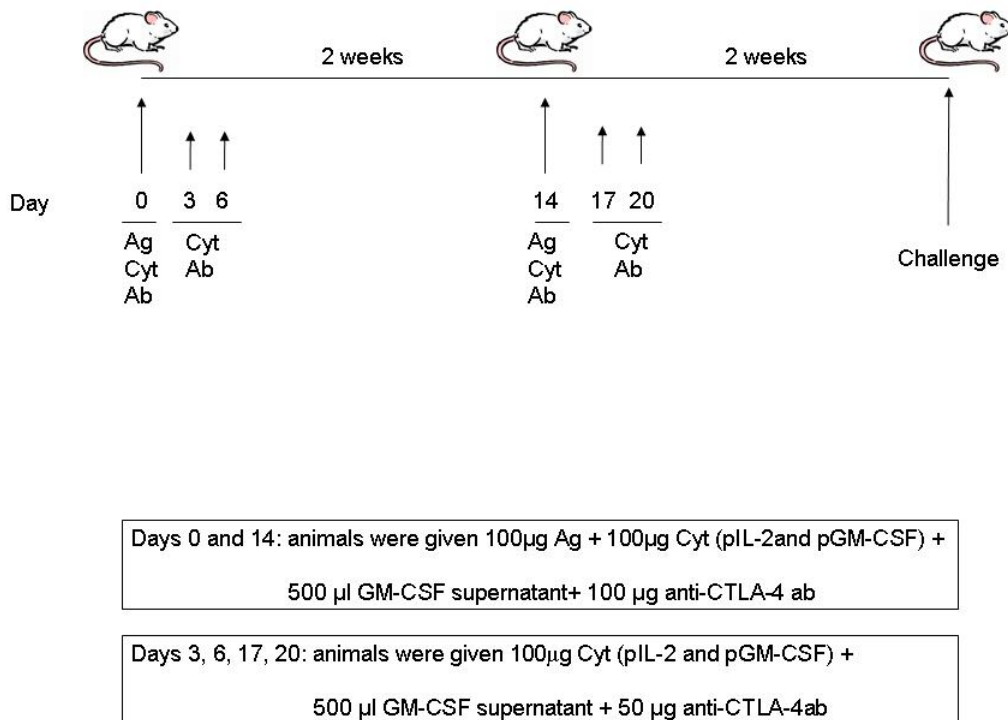 2 weeks 2 weeks
Day 0 3 6 14 17 20
Ag Cyt Ag Cyt
Cyt Ab Cyt Ab
Ab Ab
Challenge
Days 0 and 14: animals were given 100µg Ag + 100µg Cyt (pIL-2and pGM-CSF) +
500 µl GM-CSF supernatant+ 100 µg anti-CTLA-4 ab
Days 3, 6, 17, 20: animals were given 100µg Cyt (pIL-2 and pGM-CSF) +
500 µl GM-CSF supernatant + 50 µg anti-CTLA-4ab